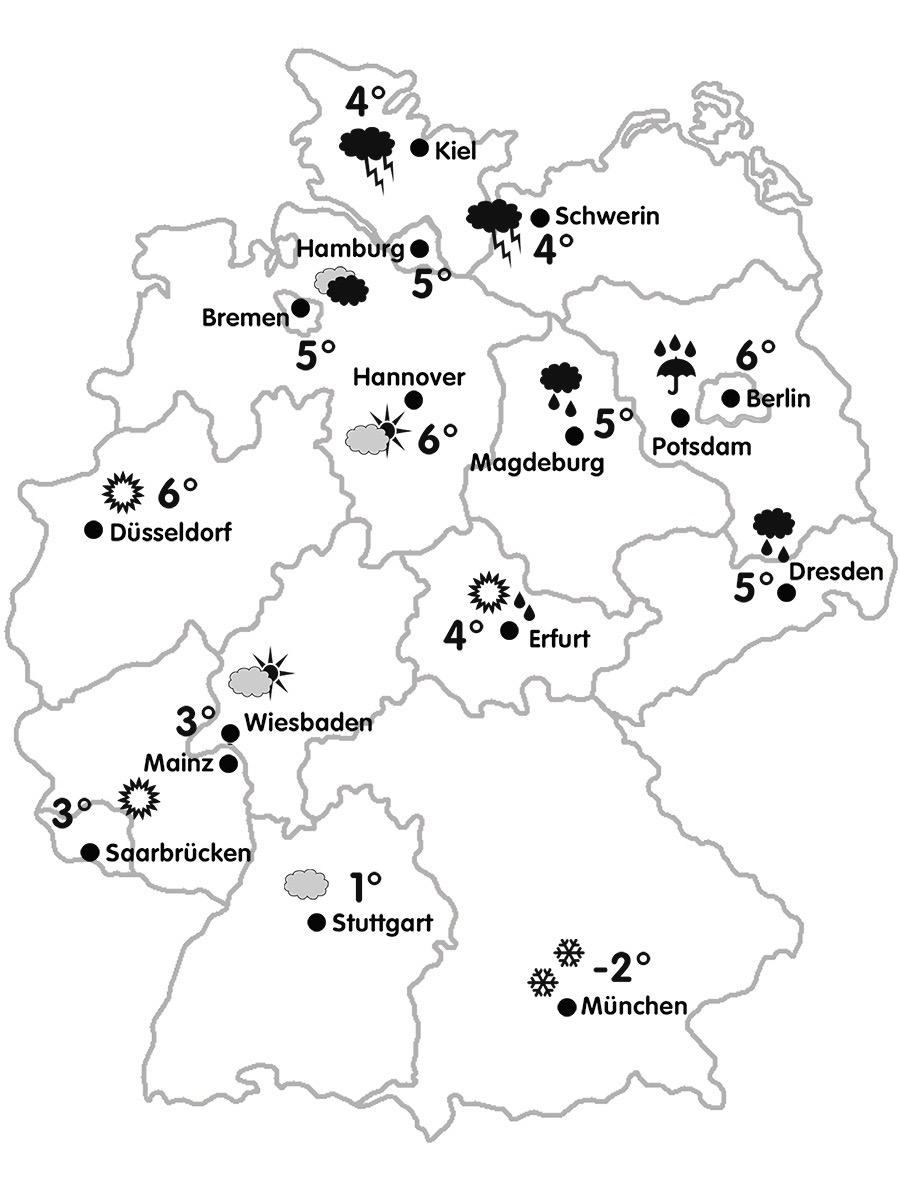 4°
Kiel
Schwerin
4°
Hamburg
5°
Bremen
5°
Hannover
6°
6°
Berlin
Potsdam
5°
Magdeburg
6°
Düsseldorf
Dresden
5°
4°
Erfurt
3°
Wiesbaden
Mainz
3°
Saarbrücken
1°
Stuttgart
-2°
München